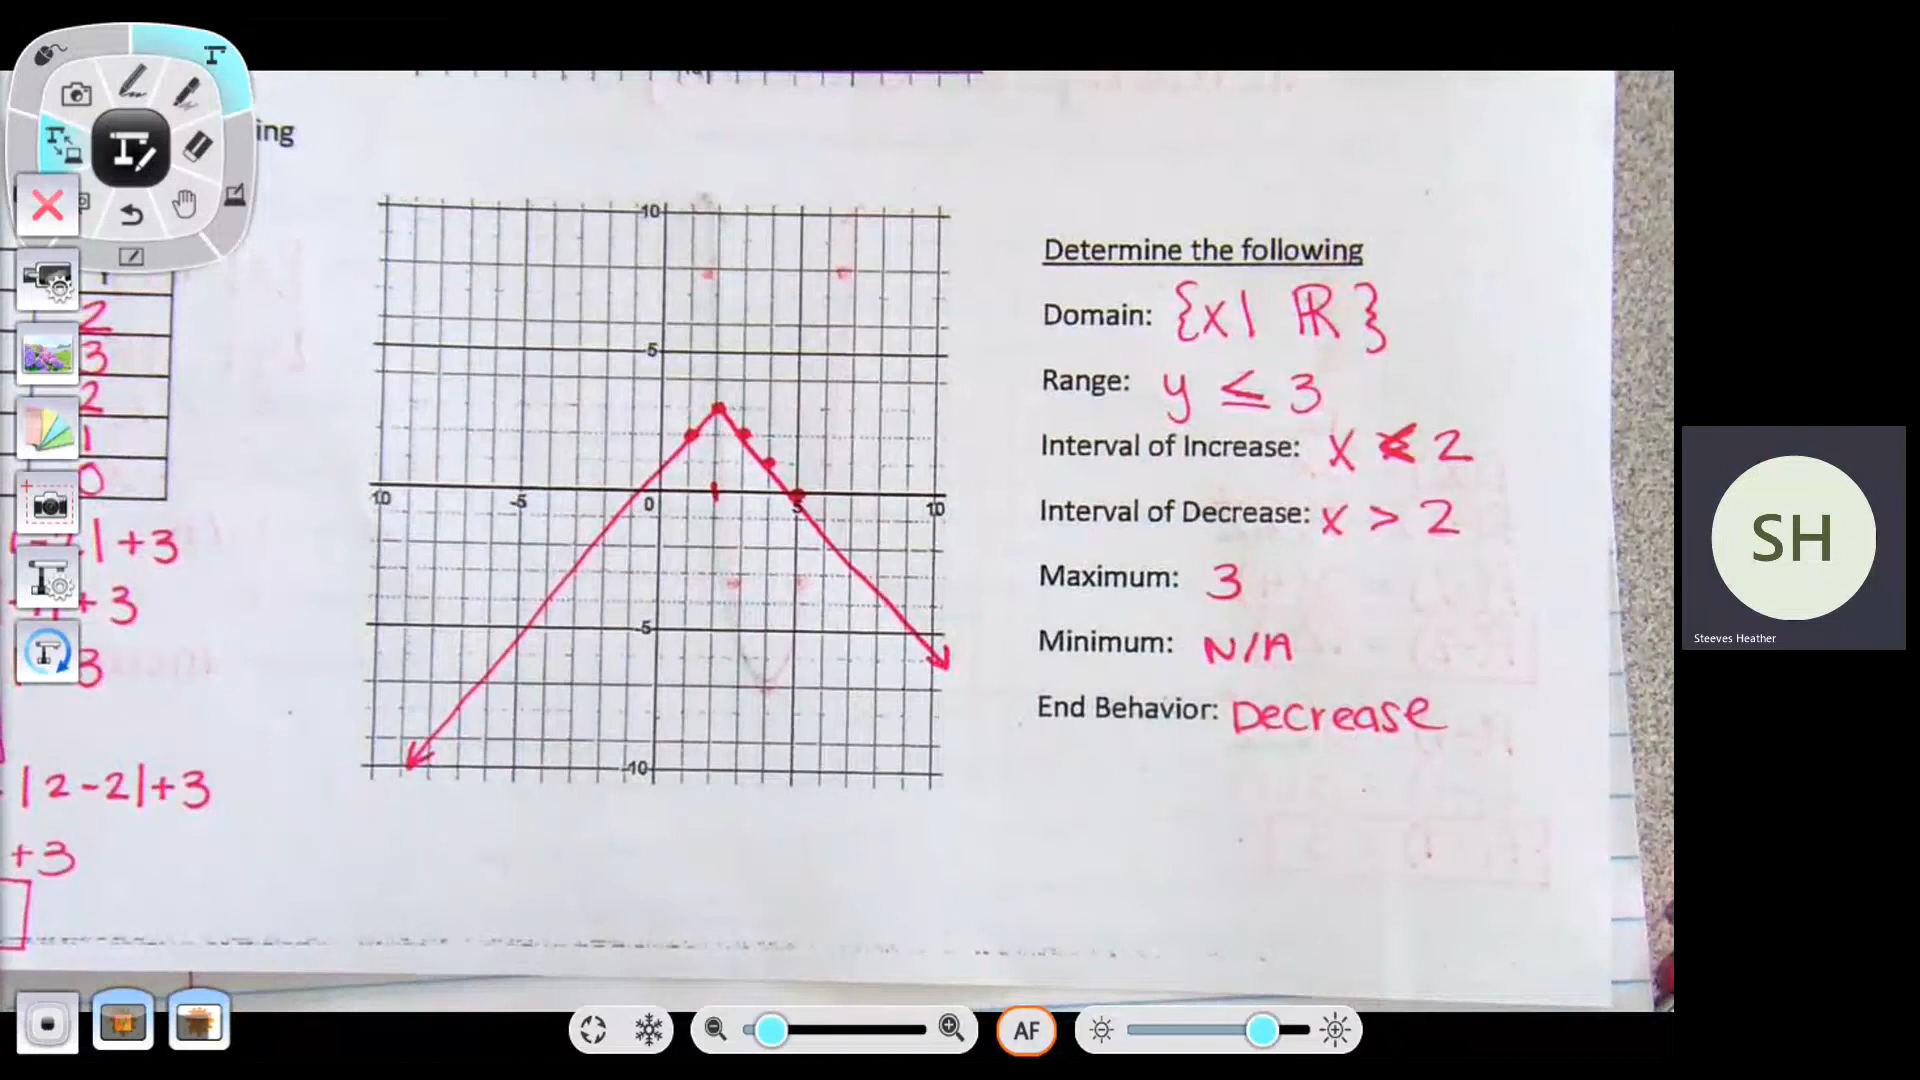 ing
10
5
10
-5
0
5
10
-5
-10
Determine the following
Domain: {x| ℝ}
Range: y ≤ 3
Interval of Increase: x < 2
Interval of Decrease: x > 2
Maximum: 3
Minimum: N/A
End Behavior: Decrease
2
3
2
1
0
|+3
+3
3
|2-2|+3
+3
SH
Steeves Heather
AF